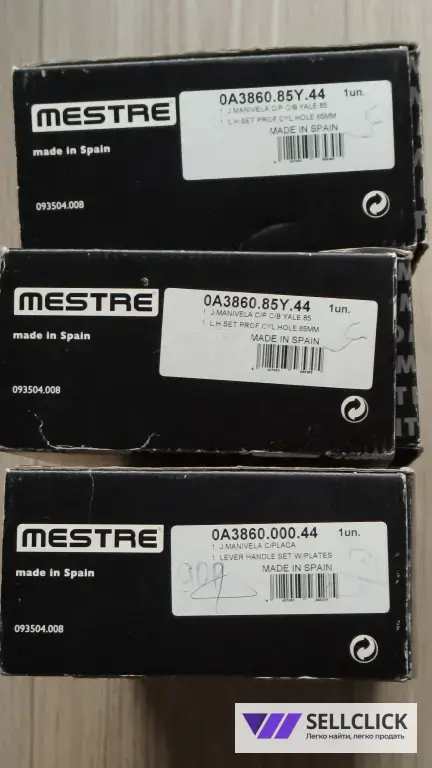 MESTRE
made in Spain
093504.008
0A3860.85Y.44 1un.
1 J.MANIVELA C/P C/B YALE 85
1 L.H.SET PROF.CYL.HOLE 85MM
MADE IN SPAIN
MESTRE
made in Spain
093504.008
0A3860.85Y.44 1un.
1 J.MANIVELA C/P C/B YALE 85
1 L.H.SET PROF.CYL.HOLE 85MM
MADE IN SPAIN
MESTRE
made in Spain
093504.008
0A3860.000.44 1un.
1 J.MANIVELA C/PLACA
1 LEVER HANDLE SET W/PLATES
MADE IN SPAIN
SELLCLICK
Легко найти, легко продать